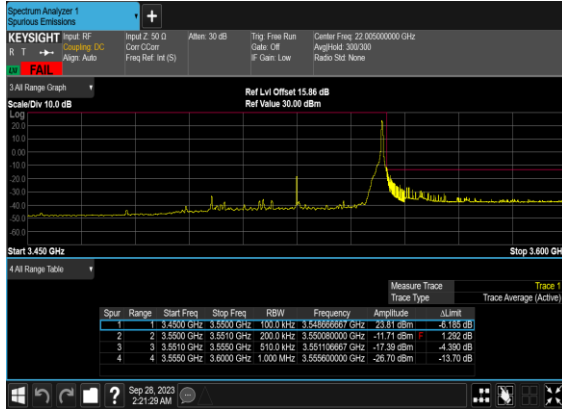 Spectrum Analyzer 1
Spurious Emissions
KEYSIGHT Input: RF Input Z: 50 Ω Atten: 30 dB Trig: Free Run Center Freq: 22.005000000 GHz
R T Coupling: DC Corr CCorr Gate: Off Avg|Hold: 300/300
Align: Auto Freq Ref: Int (S) IF Gain: Low Radio Std: None
LXI FAIL
3 All Range Graph
Ref Lvl Offset 15.86 dB
Scale/Div 10.0 dB Ref Value 30.00 dBm
Log
20.0
10.0
0.00
-10.0
-20.0
-30.0
-40.0
-50.0
-60.0
Start 3.450 GHz Stop 3.600 GH
4 All Range Table
Measure Trace Trace 1
Trace Type Trace Average (Active)
Spur Range Start Freq Stop Freq RBW Frequency Amplitude ΔLimit
1 1 3.4500 GHz 3.5500 GHz 100.0 kHz 3.548666667 GHz 23.81 dBm -6.185 dB
2 2 3.5500 GHz 3.5510 GHz 200.0 kHz 3.550080000 GHz -11.71 dBm F 1.292 dB
3 3 3.5510 GHz 3.5550 GHz 510.0 kHz 3.551106667 GHz -17.39 dBm -4.390 dB
4 4 3.5550 GHz 3.6000 GHz 1.000 MHz 3.555600000 GHz -26.70 dBm -13.70 dB
? Sep 28, 2023
2:21:29 AM